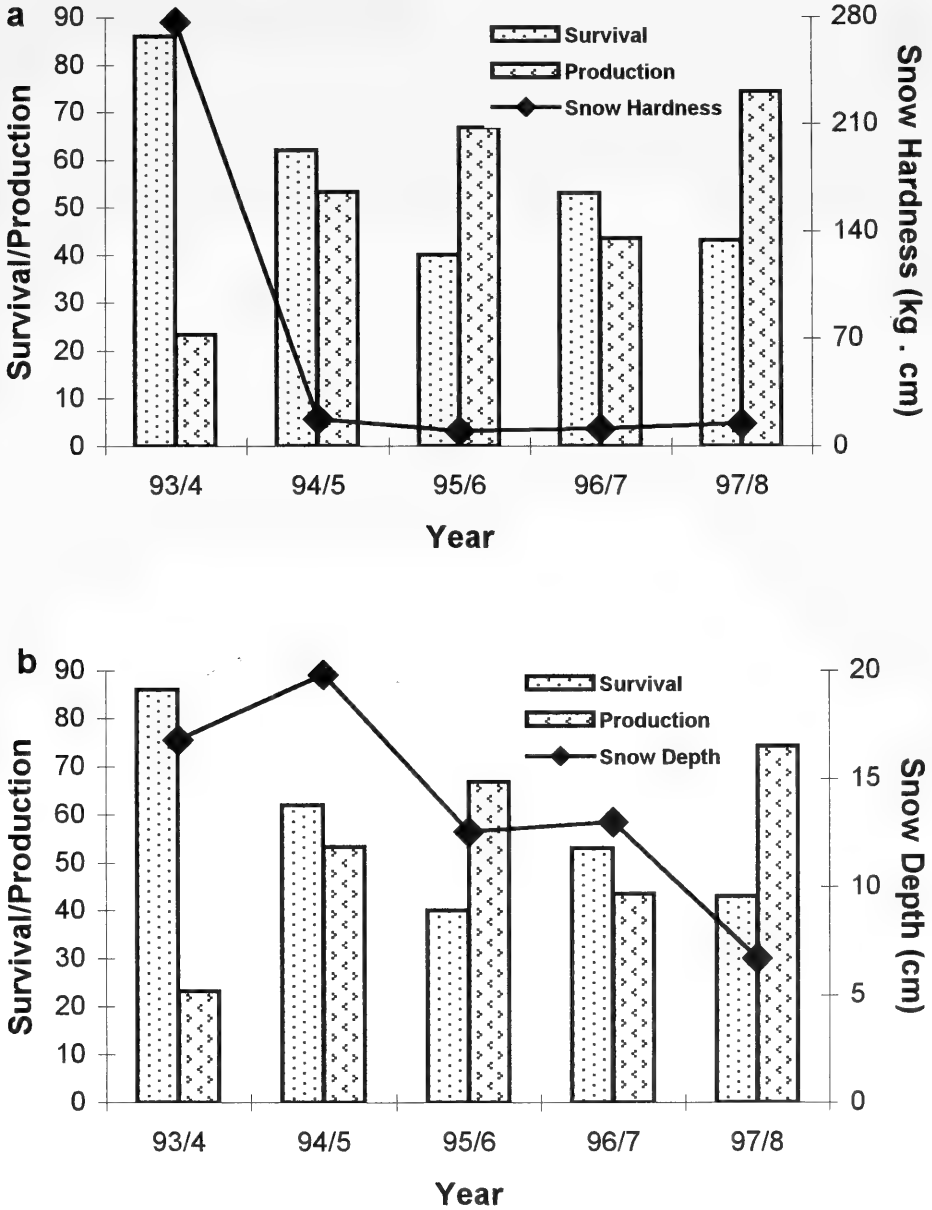 a
90
80
70
60
50
40
30
20
10
0
Survival/Production
Survival
Production
Snow Hardness
280
210
140
70
0
Snow Hardness (kg . cm)
93/4 94/5 95/6 96/7 97/8
Year
b
90
80
70
60
50
40
30
20
10
0
Survival/Production
Survival
Production
Snow Depth
20
15
10
5
0
Snow Depth (cm)
93/4 94/5 95/6 96/7 97/8
Year